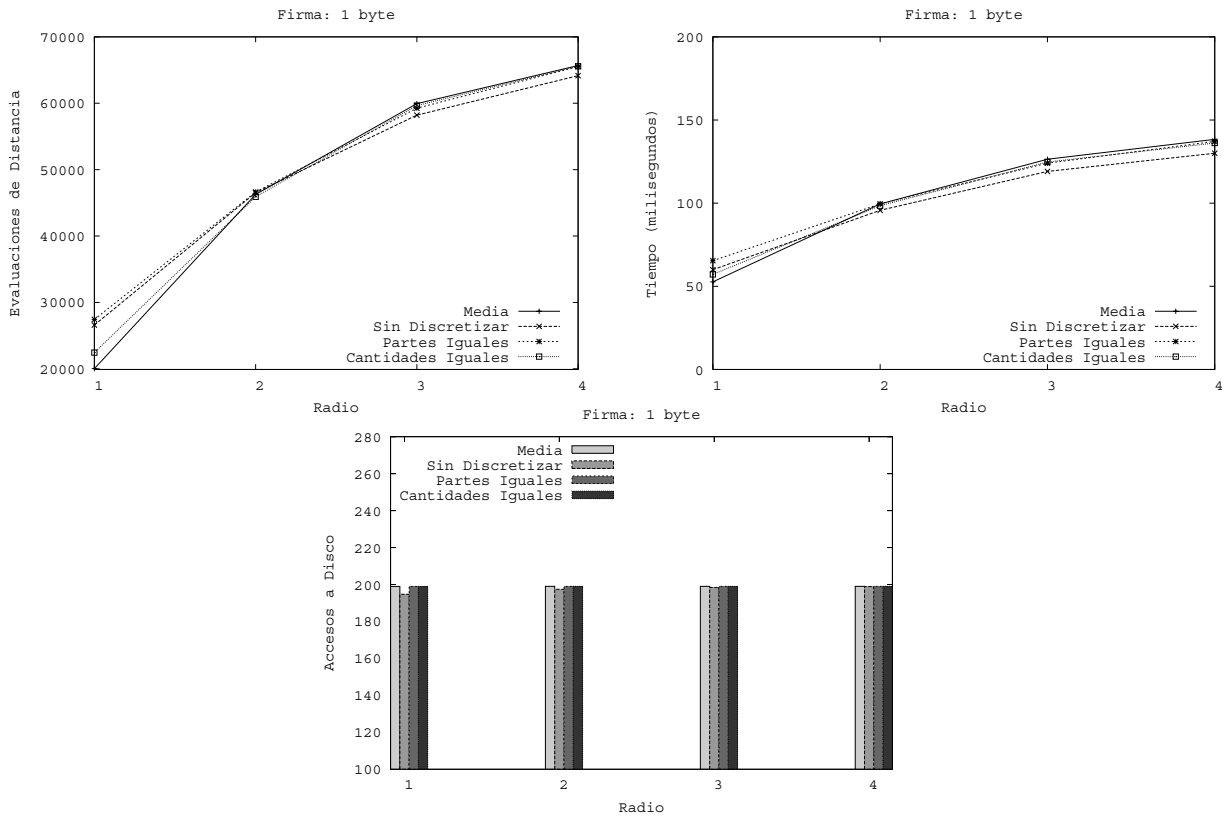 Firma: 1 byte
70000
60000
50000
40000
30000
20000
Evaluaciones de Distancia
Media
Sin Discretizar
Partes Iguales
Cantidades Iguales
1 2 3 4
Radio
Firma: 1 byte
200
150
100
50
0
Tiempo (milisegundos)
Media
Sin Discretizar
Partes Iguales
Cantidades Iguales
1 2 3 4
Radio
Firma: 1 byte
280
260
240
220
200
180
160
140
120
100
Accesos a Disco
Media
Sin Discretizar
Partes Iguales
Cantidades Iguales
1 2 3 4
Radio